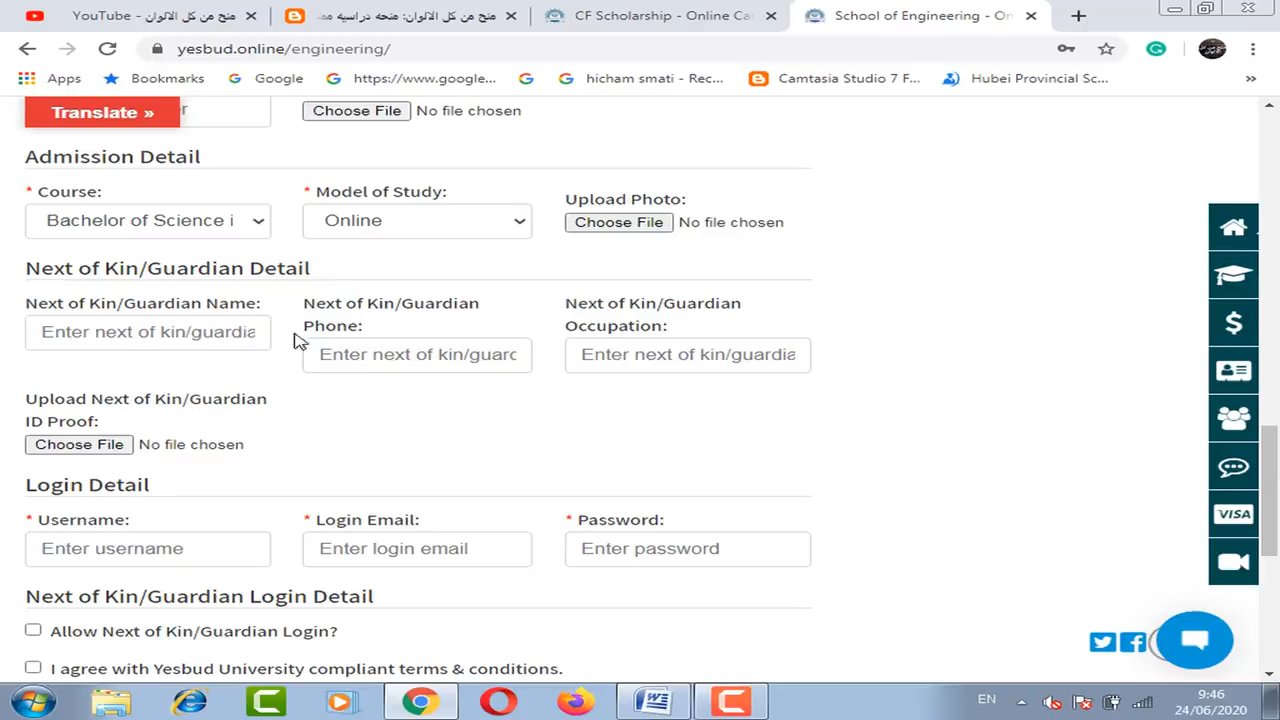 YouTube - منح من كل الالوان
منح من كل الالوان: منحه دراسيه
CF Scholarship - Online Ca
School of Engineering - On
yesbud.online/engineering/
Apps
Bookmarks
Google
https://www.google...
hicham smati - Rec...
Camtasia Studio 7 F...
Hubei Provincial Sc...
»
Translate »
Choose File No file chosen
Admission Detail
* Course:
* Model of Study:
Upload Photo:
Bachelor of Science i
Online
Choose File No file chosen
Next of Kin/Guardian Detail
Next of Kin/Guardian Name:
Next of Kin/Guardian
Phone:
Next of Kin/Guardian
Occupation:
Enter next of kin/guardia
Enter next of kin/guarc
Enter next of kin/guardia
Upload Next of Kin/Guardian
ID Proof:
Choose File No file chosen
Login Detail
* Username:
* Login Email:
* Password:
Enter username
Enter login email
Enter password
Next of Kin/Guardian Login Detail
Allow Next of Kin/Guardian Login?
I agree with Yesbud University compliant terms & conditions.
VISA
EN
9:46
24/06/2020